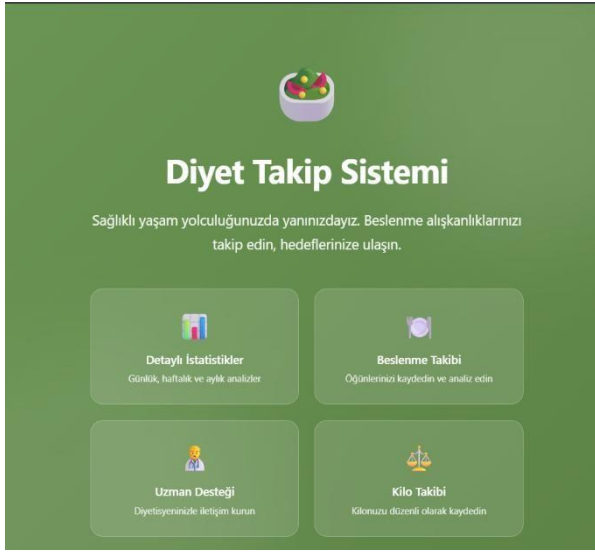 Diyet Takip Sistemi
Sağlıklı yaşam yolculuğunuzda yanınızdayız. Beslenme alışkanlıklarınızı
takip edin, hedeflerinize ulaşın.
Detaylı İstatistikler
Günlük, haftalık ve aylık analizler
Beslenme Takibi
Öğünlerinizi kaydedin ve analiz edin
Uzman Desteği
Diyetisyeninizle iletişim kurun
Kilo Takibi
Kilonuzu düzenli olarak kaydedin